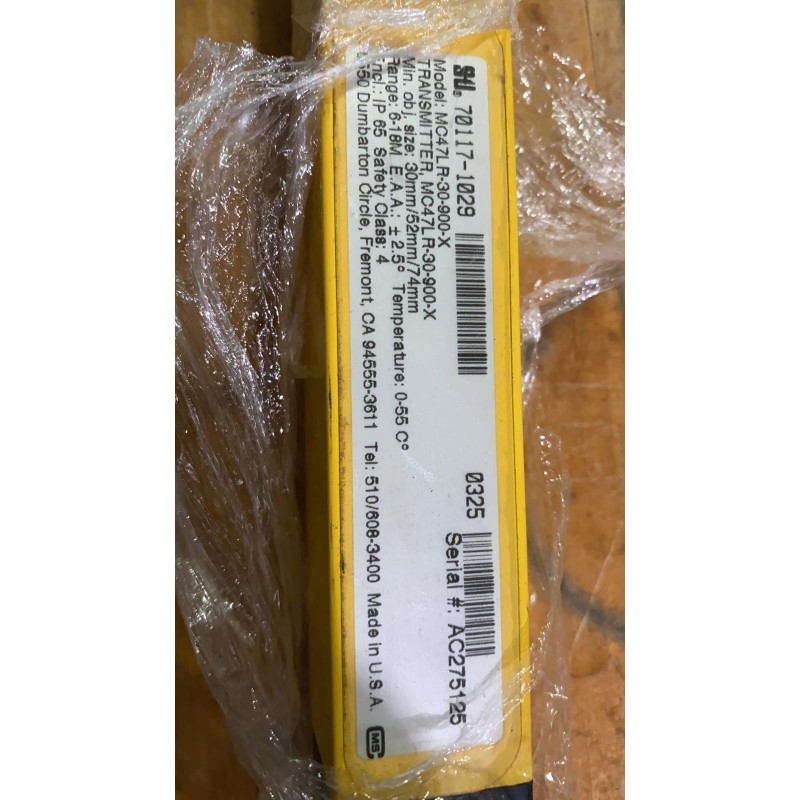 Sti® 70117-1029 0325
Model: MC47LR-30-900-X Serial #: AC275125
TRANSMITTER, MC47LR-30-900-X
Min. obj. size: 30mm/52mm/74mm
Range: 6-18M E.A.A.: ± 2.5° Temperature: 0-55 C°
Encl.: IP 65 Safety Class: 4
Dumbarton Circle, Fremont, CA 94555-3611 Tel: 510/608-3400 Made in U.S.A.
MS